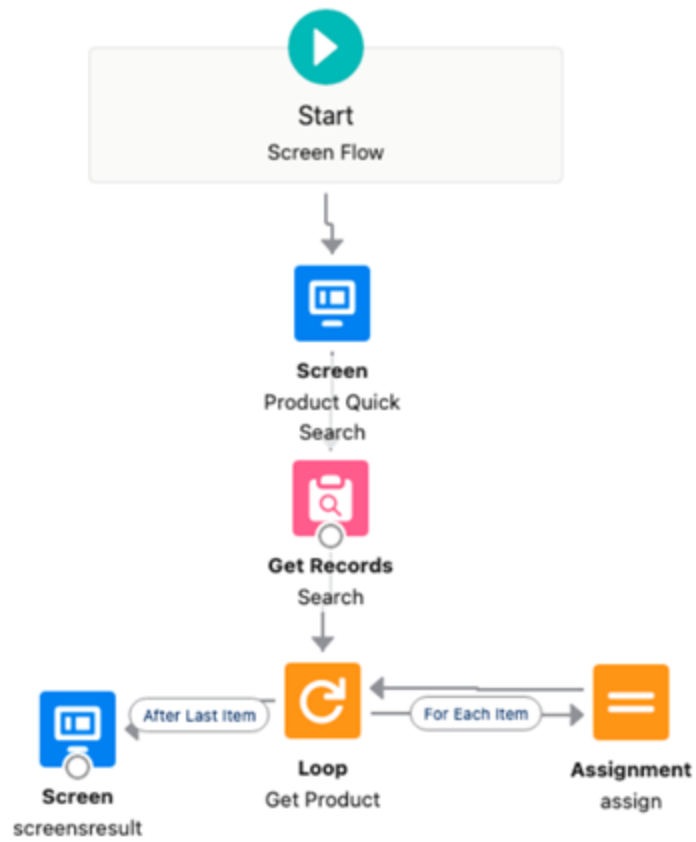 Start
Screen Flow
Screen
Product Quick
Search
Get Records
Search
After Last Item
For Each Item
Loop
Get Product
Assignment
assign
Screen
screensresult